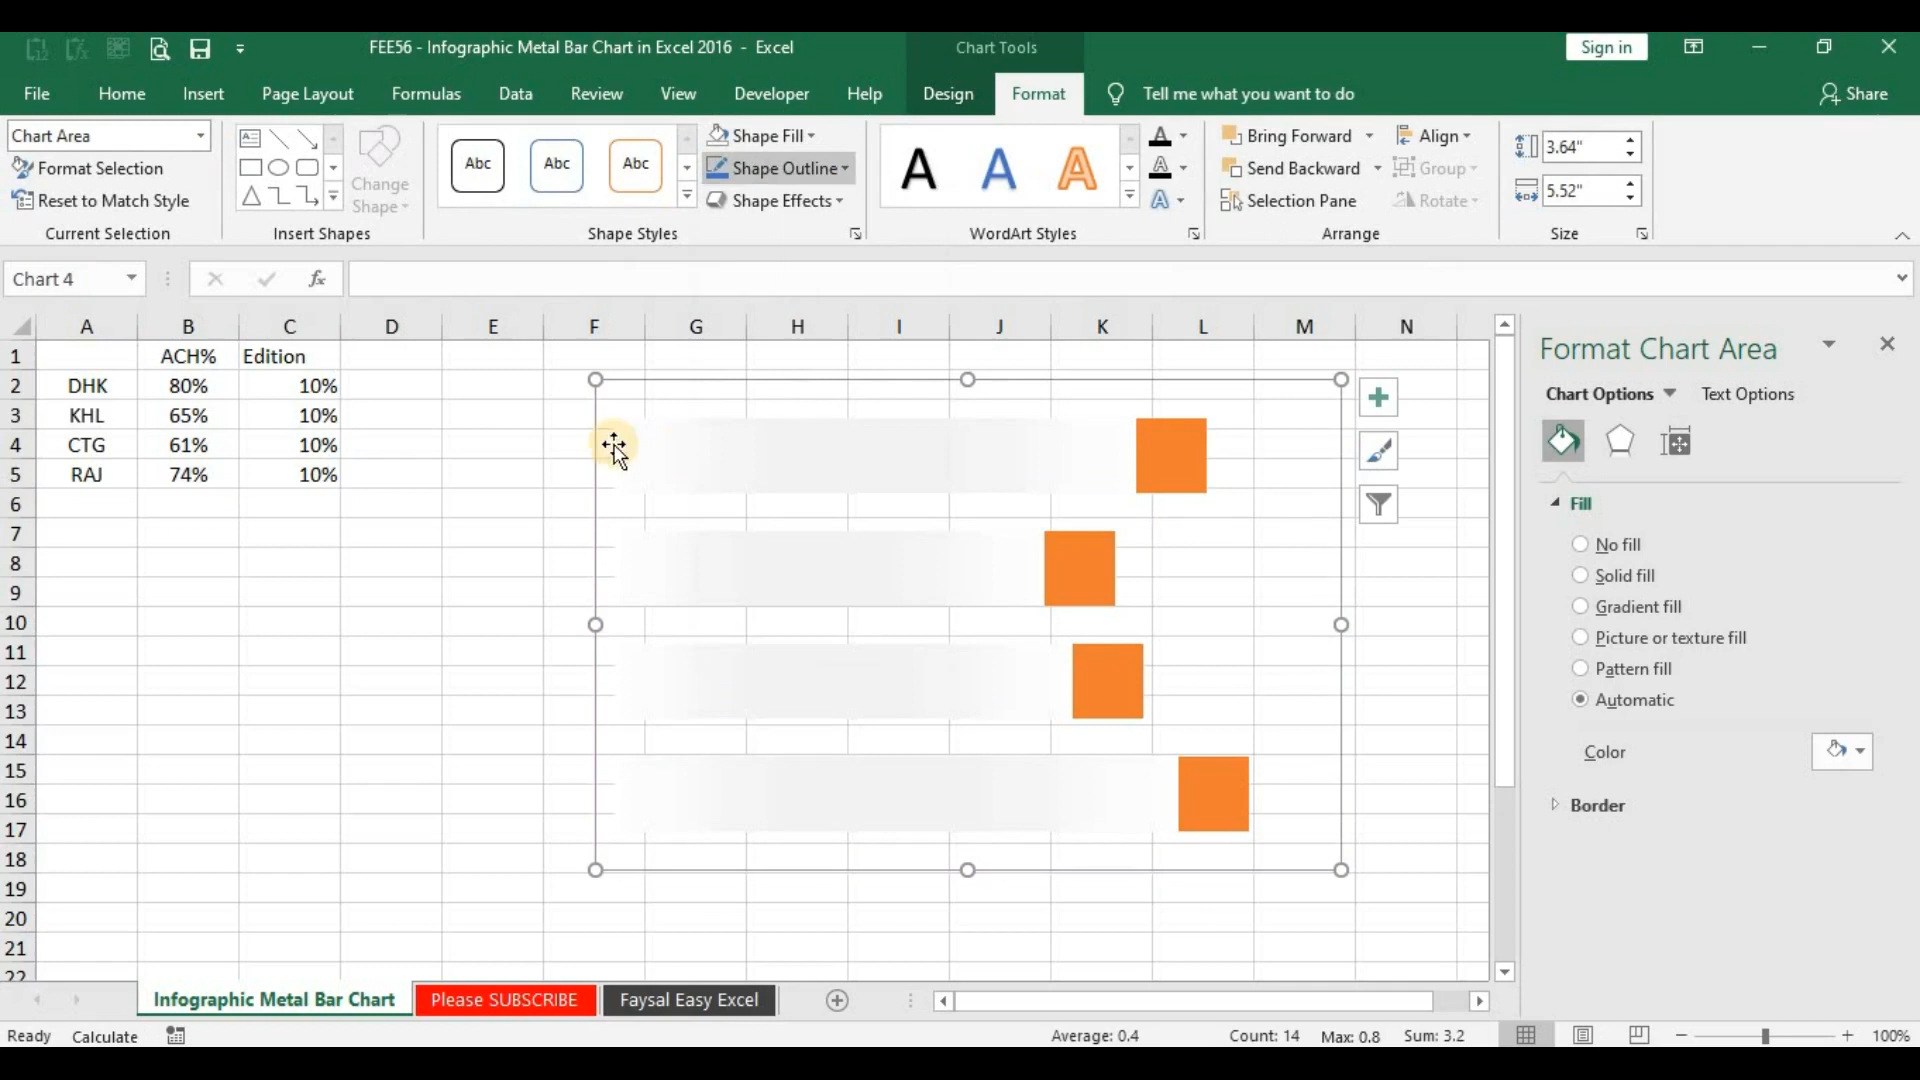 FEE56 - Infographic Metal Bar Chart in Excel 2016 - Excel
Chart Tools
Sign in
File Home Insert Page Layout Formulas Data Review View Developer Help Design Format Tell me what you want to do Share
Chart Area
Format Selection
Reset to Match Style
Current Selection
Change
Shape
Insert Shapes
Abc Abc Abc
Shape Fill
Shape Outline
Shape Effects
Shape Styles
A A A
WordArt Styles
Bring Forward
Send Backward
Selection Pane
Align
Group
Rotate
Arrange
3.64"
5.52"
Size
Chart 4
fx
A B C D E F G H I J K L M N
1 ACH% Edition
2 DHK 80% 10%
3 KHL 65% 10%
4 CTG 61% 10%
5 RAJ 74% 10%
6
7
8
9
10
11
12
13
14
15
16
17
18
19
20
21
22
Format Chart Area
Chart Options Text Options
Fill
No fill
Solid fill
Gradient fill
Picture or texture fill
Pattern fill
Automatic
Color
Border
Infographic Metal Bar Chart Please SUBSCRIBE Faysal Easy Excel
Ready Calculate Average: 0.4 Count: 14 Max: 0.8 Sum: 3.2 100%